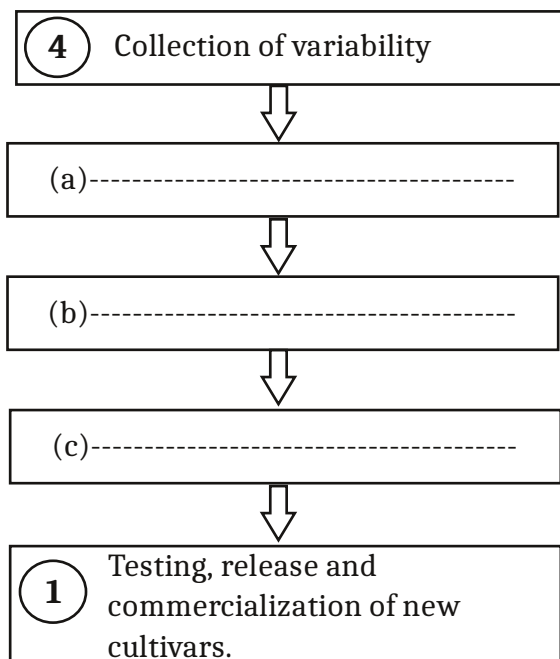 4 Collection of variability
(a)----------------------------------------
(b)----------------------------------------
(c)----------------------------------------
Testing, release and
1 commercialization of new
cultivars.